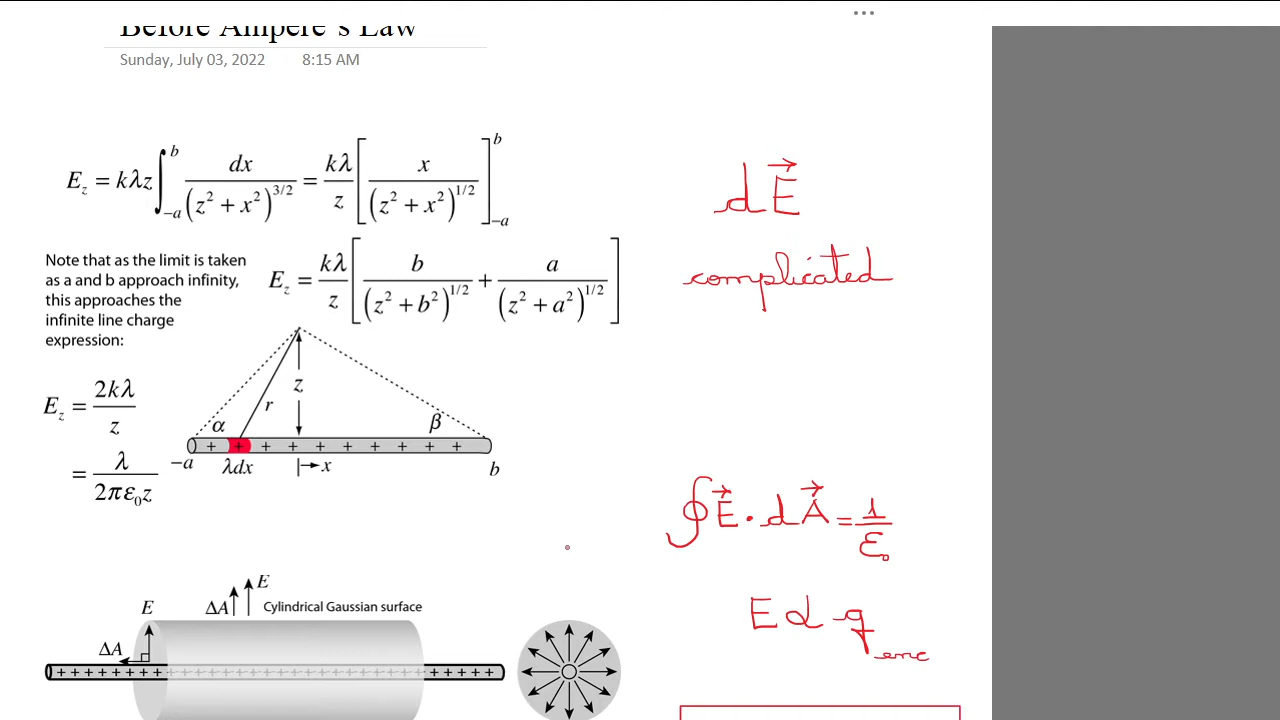 Before Ampere's Law
Sunday, July 03, 2022 8:15 AM
E_z = kλz ∫_{-a}^{b} dx/(z² + x²)^{3/2} = kλ/z [x/(z² + x²)^{1/2}]_{-a}^{b}
Note that as the limit is taken
as a and b approach infinity,
this approaches the
infinite line charge
expression:
E_z = kλ/z [b/(z² + b²)^{1/2} + a/(z² + a²)^{1/2}]
E_z = 2kλ/z
= λ/2πε₀z
z
r
α
β
+ + + + + + + + + +
-a
λdx
x
b
ΔA
E
Cylindrical Gaussian surface
E
ΔA
dE⃗
complicated
∮E⃗ · dA⃗ = 1/ε₀
E α q_enc